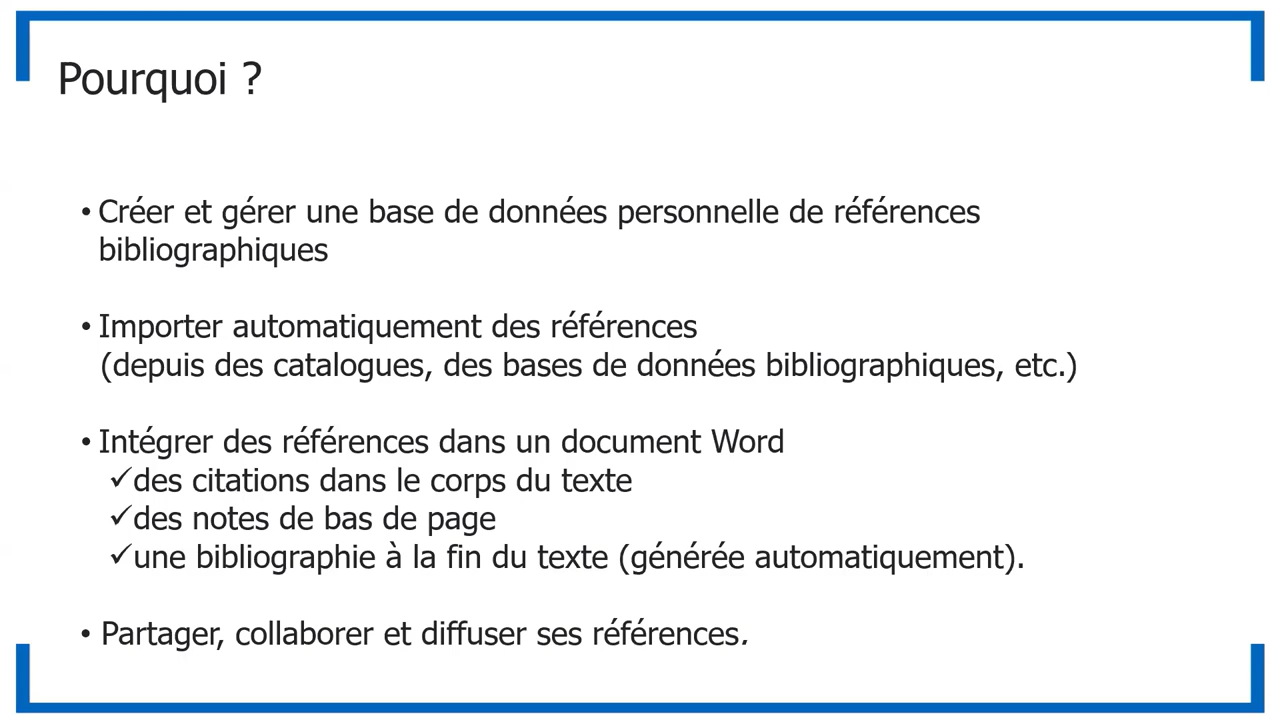 Pourquoi ?
• Créer et gérer une base de données personnelle de références
bibliographiques
• Importer automatiquement des références
(depuis des catalogues, des bases de données bibliographiques, etc.)
• Intégrer des références dans un document Word
✓des citations dans le corps du texte
✓des notes de bas de page
✓une bibliographie à la fin du texte (générée automatiquement).
• Partager, collaborer et diffuser ses références.